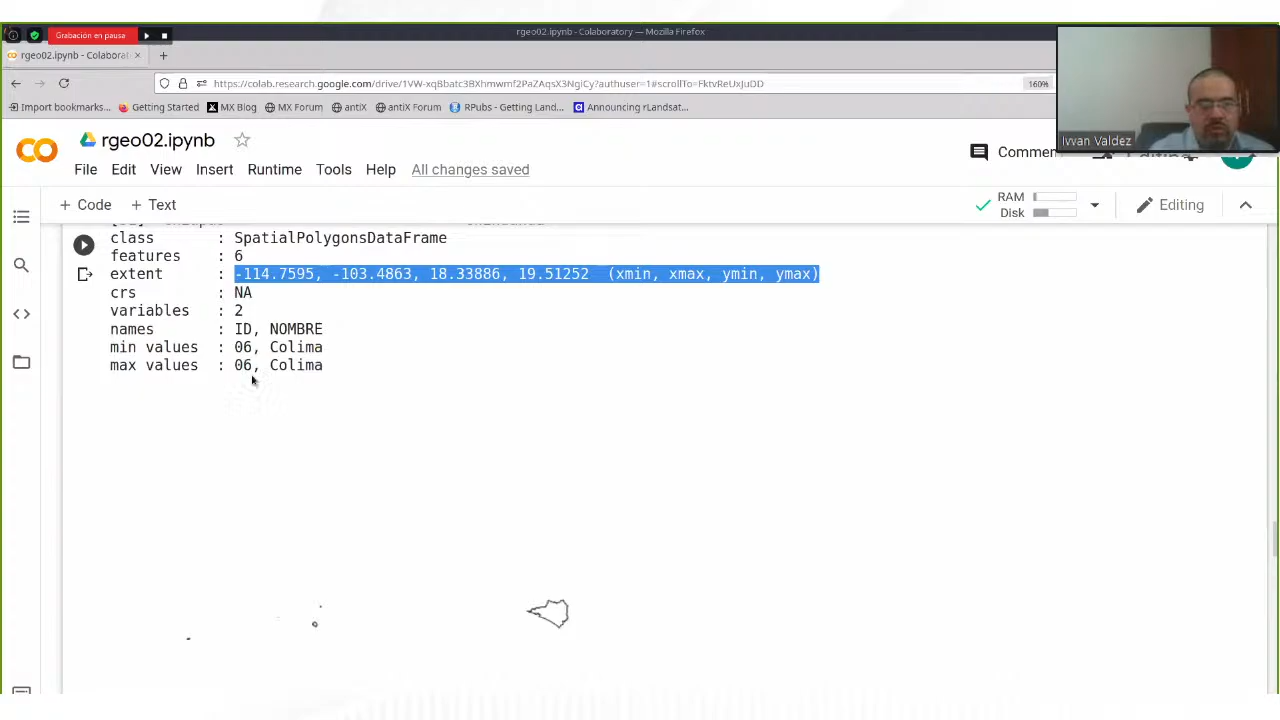 Grabación en pausa
rgeo02.ipynb - Colaboratory — Mozilla Firefox
rgeo02.ipynb - Colaborat
https://colab.research.google.com/drive/1VW-xqBbatc3BXhmwmf2PaZAqsX3NgiCy?authuser=1#scrollTo=FktvReUxJuDD
160%
Import bookmarks...
Getting Started
MX Blog
MX Forum
antiX
antiX Forum
RPubs - Getting Land...
Announcing rLandsat...
Ivvan Valdez
rgeo02.ipynb
Commen
File Edit View Insert Runtime Tools Help All changes saved
+ Code + Text
RAM
Disk
Editing
class : SpatialPolygonsDataFrame
features : 6
extent : -114.7595, -103.4863, 18.33886, 19.51252 (xmin, xmax, ymin, ymax)
crs : NA
variables : 2
names : ID, NOMBRE
min values : 06, Colima
max values : 06, Colima